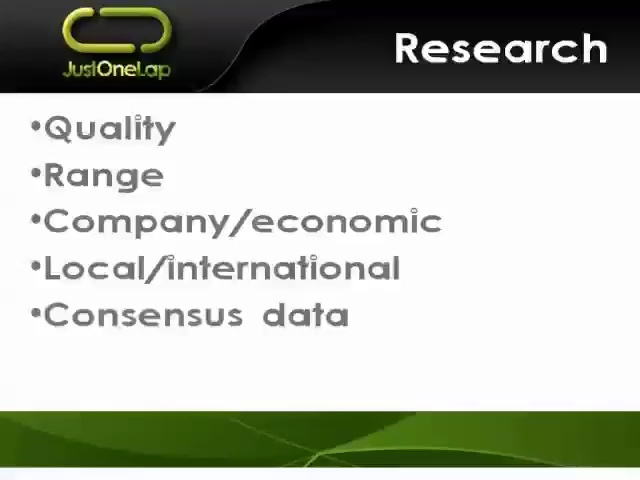 JustOneLap
Research
•Quality
•Range
•Company/economic
•Local/international
•Consensus data